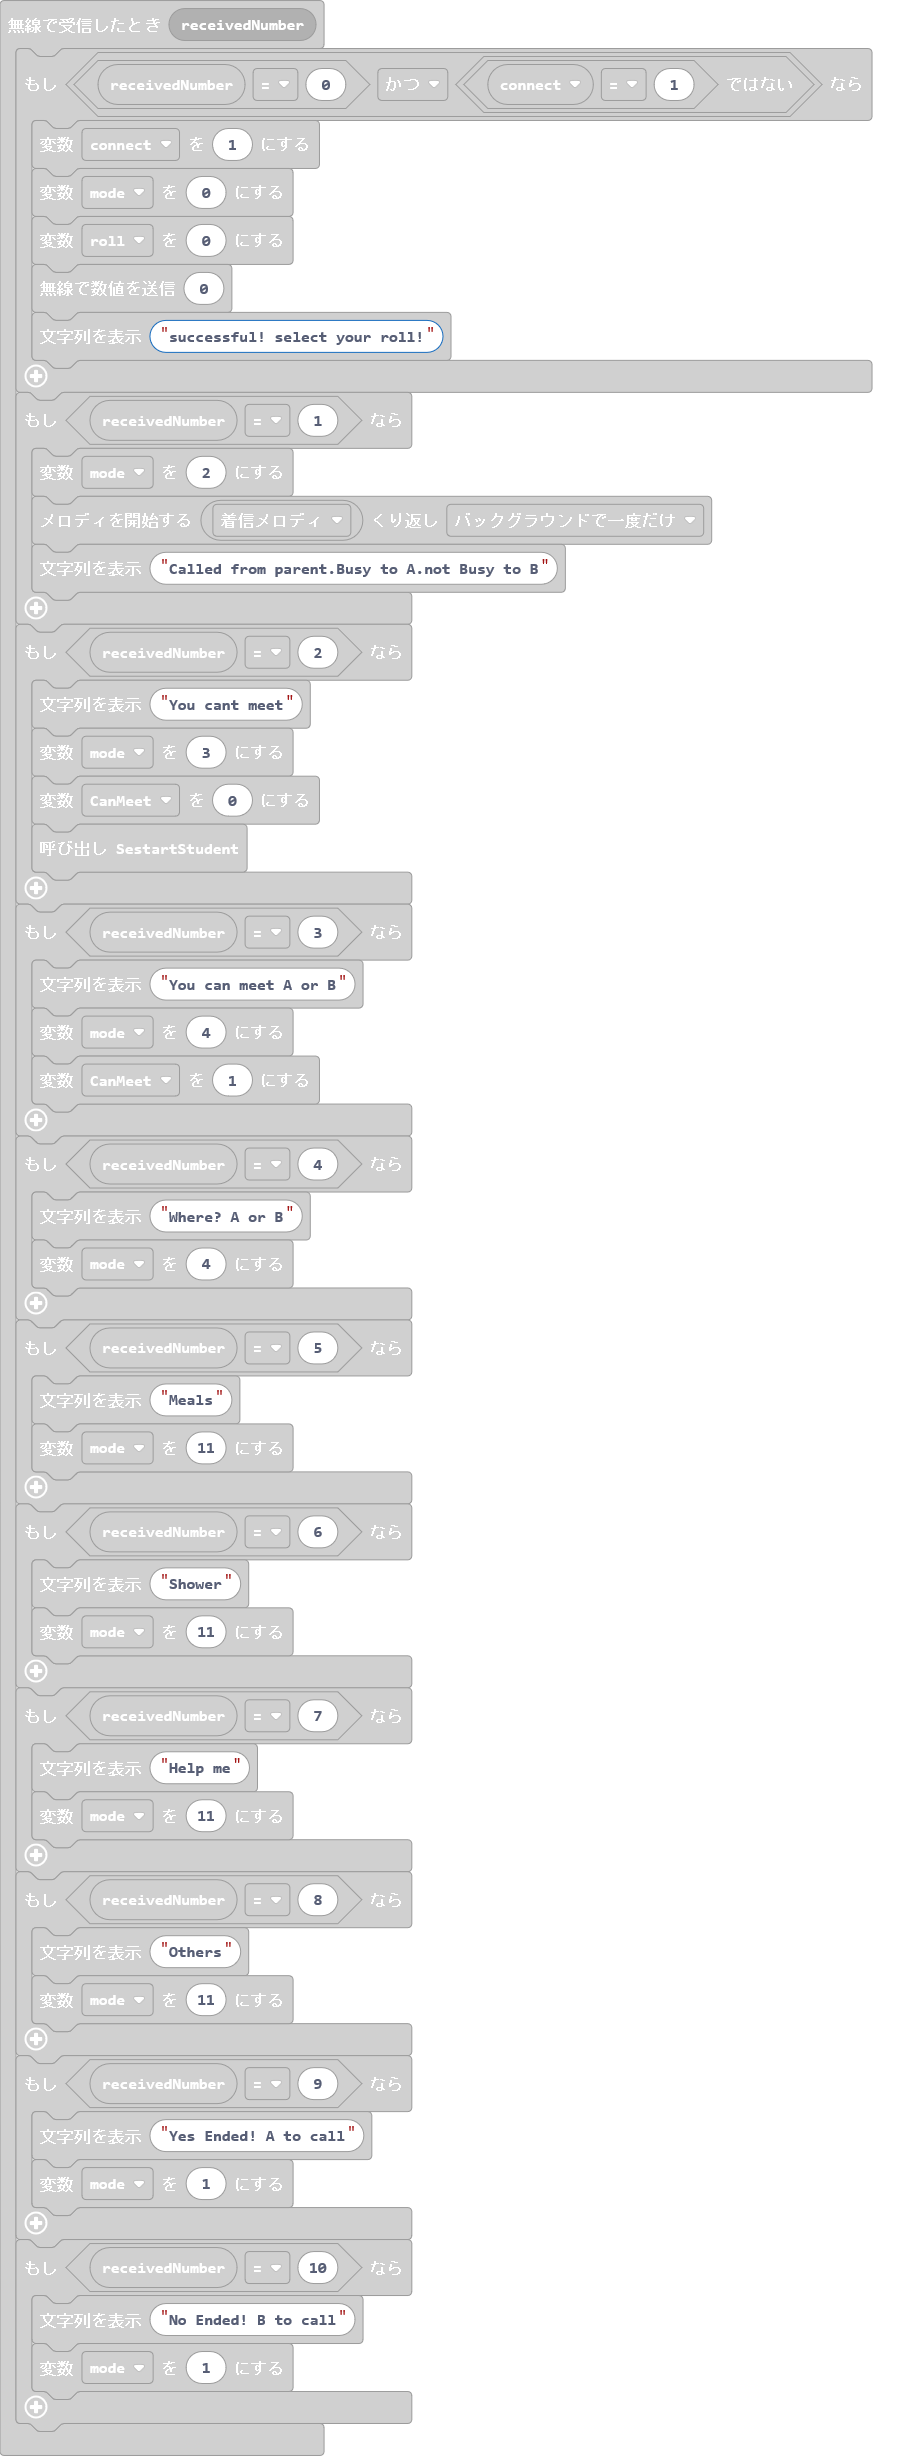 無線で受信したとき receivedNumber
もし receivedNumber = 0 かつ connect = 1 ではない なら
変数 connect を 1 にする
変数 mode を 0 にする
変数 roll を 0 にする
無線で数値を送信 0
文字列を表示 "successful! select your roll!"
もし receivedNumber = 1 なら
変数 mode を 2 にする
メロディを開始する 着信メロディ くり返し バックグラウンドで一度だけ
文字列を表示 "Called from parent.Busy to A.not Busy to B"
もし receivedNumber = 2 なら
文字列を表示 "You cant meet"
変数 mode を 3 にする
変数 CanMeet を 0 にする
呼び出し SestartStudent
もし receivedNumber = 3 なら
文字列を表示 "You can meet A or B"
変数 mode を 4 にする
変数 CanMeet を 1 にする
もし receivedNumber = 4 なら
文字列を表示 "Where? A or B"
変数 mode を 4 にする
もし receivedNumber = 5 なら
文字列を表示 "Meals"
変数 mode を 11 にする
もし receivedNumber = 6 なら
文字列を表示 "Shower"
変数 mode を 11 にする
もし receivedNumber = 7 なら
文字列を表示 "Help me"
変数 mode を 11 にする
もし receivedNumber = 8 なら
文字列を表示 "Others"
変数 mode を 11 にする
もし receivedNumber = 9 なら
文字列を表示 "Yes Ended! A to call"
変数 mode を 1 にする
もし receivedNumber = 10 なら
文字列を表示 "No Ended! B to call"
変数 mode を 1 にする